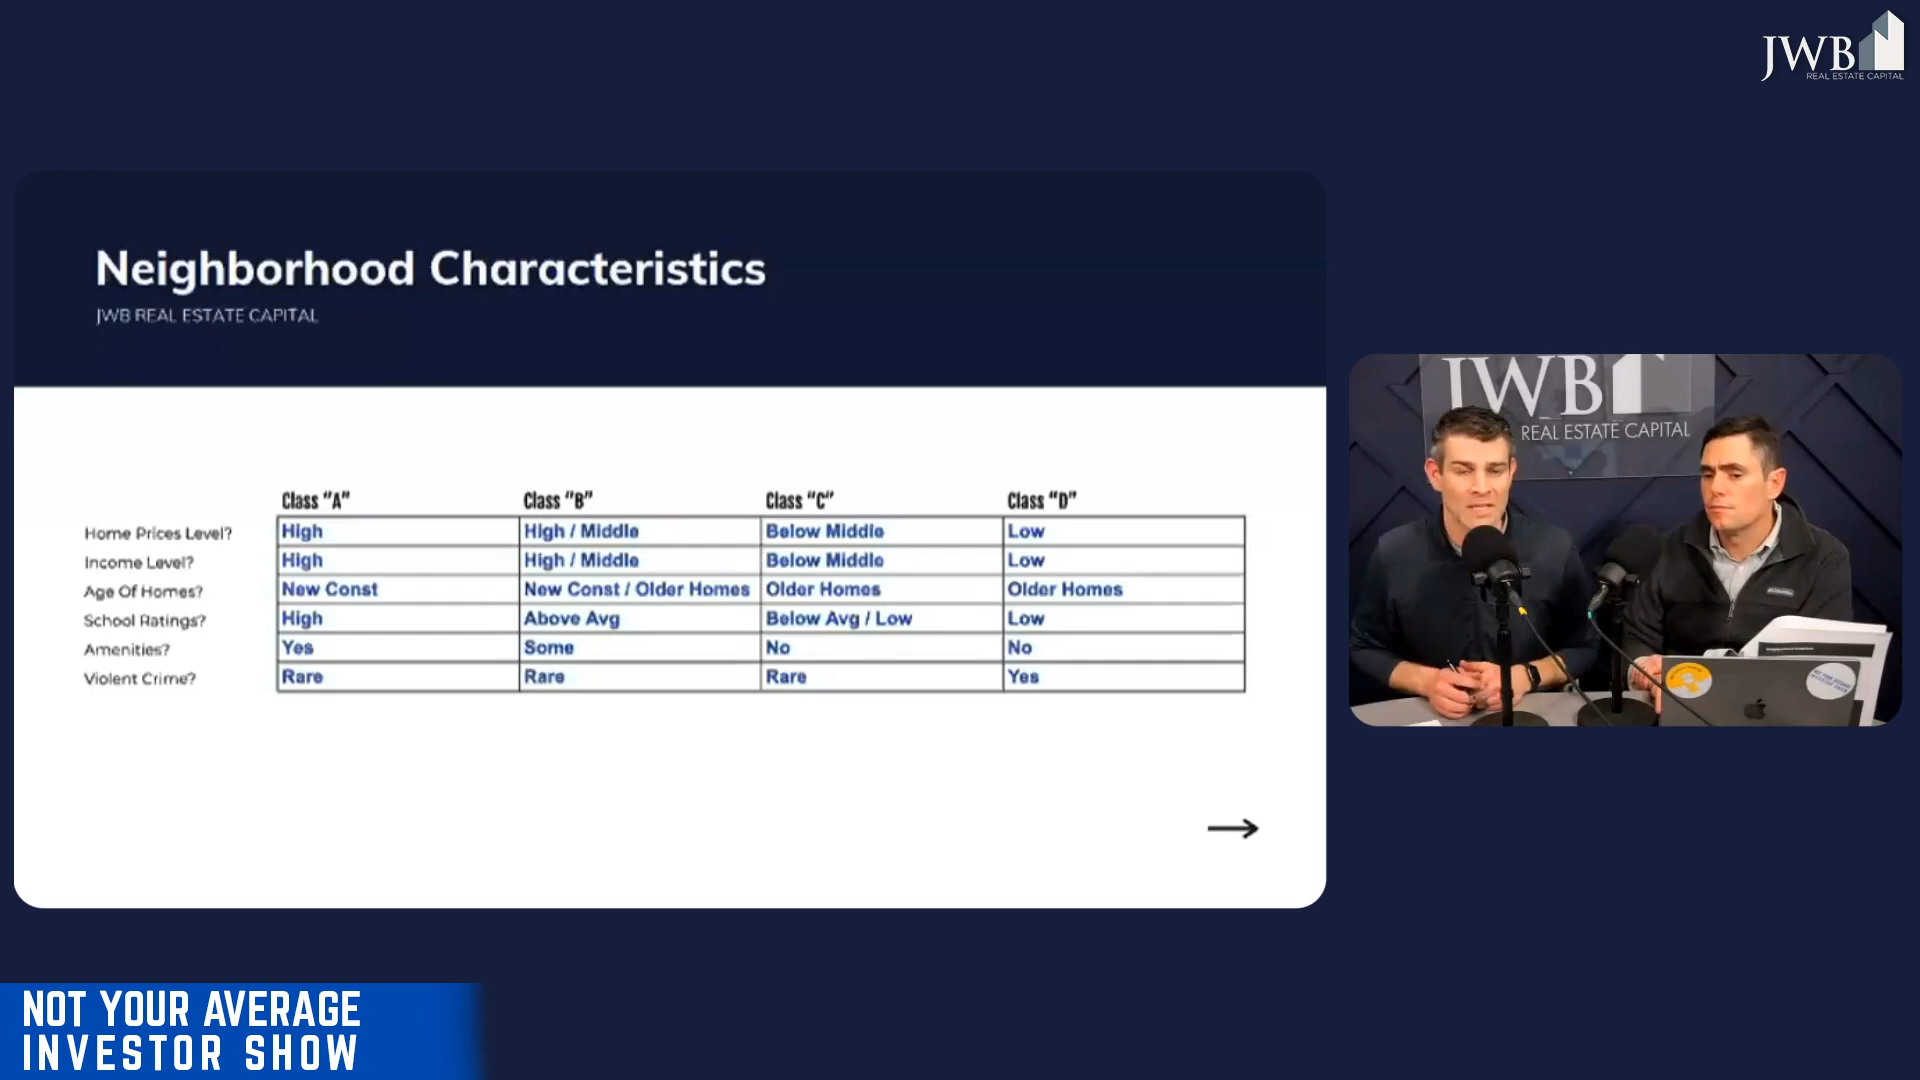 JWB
REAL ESTATE CAPITAL
Neighborhood Characteristics
JWB REAL ESTATE CAPITAL
Class "A" Class "B" Class "C" Class "D"
Home Prices Level? High High / Middle Below Middle Low
Income Level? High High / Middle Below Middle Low
Age Of Homes? New Const New Const / Older Homes Older Homes Older Homes
School Ratings? High Above Avg Below Avg / Low Low
Amenities? Yes Some No No
Violent Crime? Rare Rare Rare Yes
JWB
REAL ESTATE CAPITAL
NOT YOUR AVERAGE
INVESTOR SHOW